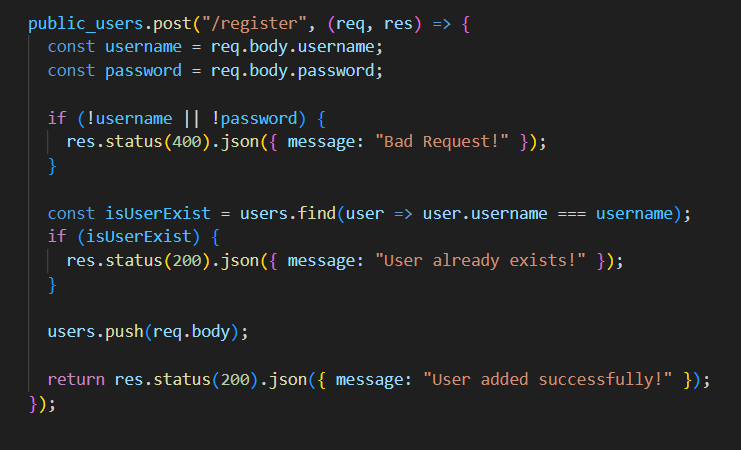 public_users.post("/register", (req, res) => {
  const username = req.body.username;
  const password = req.body.password;

  if (!username || !password) {
    res.status(400).json({ message: "Bad Request!" });
  }

  const isUserExist = users.find(user => user.username === username);
  if (isUserExist) {
    res.status(200).json({ message: "User already exists!" });
  }

  users.push(req.body);

  return res.status(200).json({ message: "User added successfully!" });
});